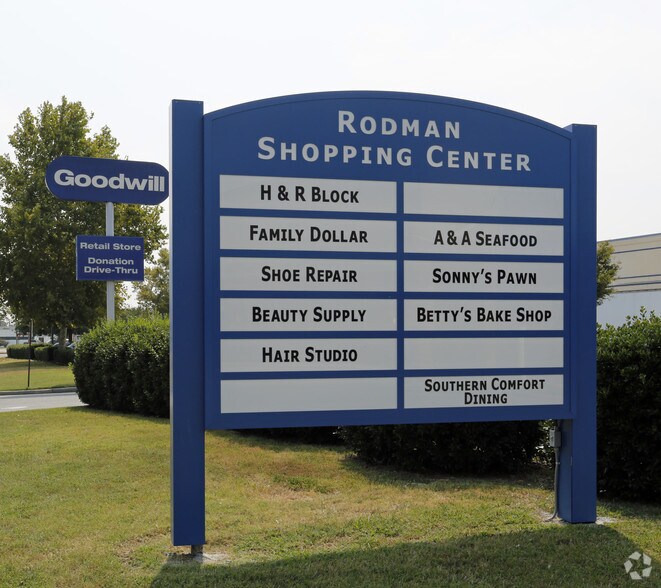 Goodwill
Retail Store
Donation
Drive-Thru
RODMAN
SHOPPING CENTER
H & R BLOCK
FAMILY DOLLAR
SHOE REPAIR
BEAUTY SUPPLY
HAIR STUDIO
A & A SEAFOOD
SONNY'S PAWN
BETTY'S BAKE SHOP
SOUTHERN COMFORT
DINING